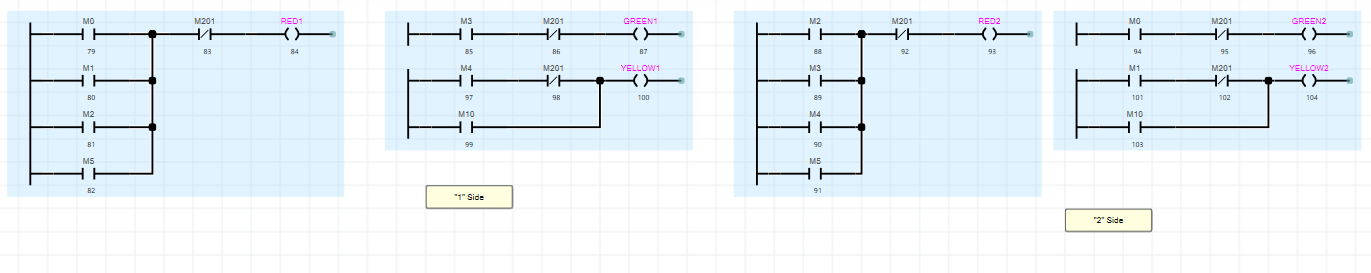 M0 M201 RED1
79 83 84
M1
80
M2
81
M5
82
M3 M201 GREEN1
85 86 87
M4 M201 YELLOW1
97 98 100
M10
99
"1" Side
M2 M201 RED2
88 92 93
M3
89
M4
90
M5
91
M0 M201 GREEN2
94 95 96
M1 M201 YELLOW2
101 102 104
M10
103
"2" Side